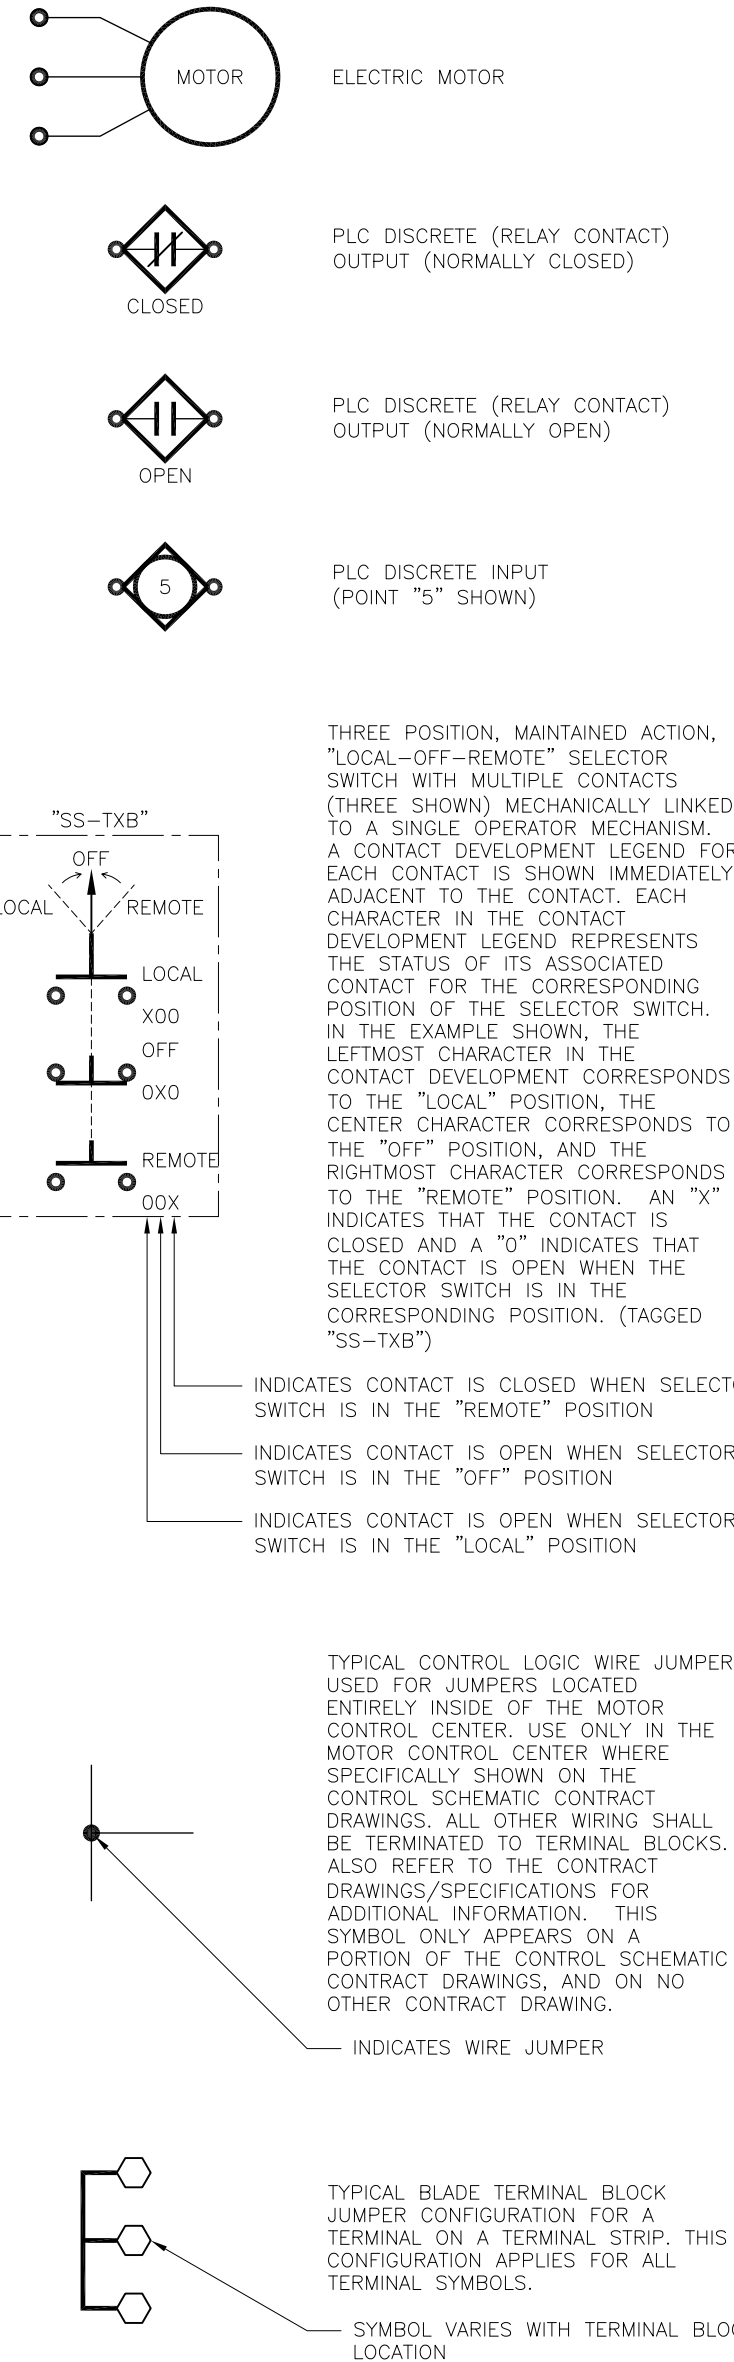 MOTOR
ELECTRIC MOTOR
PLC DISCRETE (RELAY CONTACT)
OUTPUT (NORMALLY CLOSED)
CLOSED
PLC DISCRETE (RELAY CONTACT)
OUTPUT (NORMALLY OPEN)
OPEN
5
PLC DISCRETE INPUT
(POINT "5" SHOWN)
"SS-TXB"
OFF
OCAL
REMOTE
LOCAL
X00
OFF
0X0
REMOTE
00X
THREE POSITION, MAINTAINED ACTION,
"LOCAL-OFF-REMOTE" SELECTOR
SWITCH WITH MULTIPLE CONTACTS
(THREE SHOWN) MECHANICALLY LINKED
TO A SINGLE OPERATOR MECHANISM.
A CONTACT DEVELOPMENT LEGEND FOR
EACH CONTACT IS SHOWN IMMEDIATELY
ADJACENT TO THE CONTACT. EACH
CHARACTER IN THE CONTACT
DEVELOPMENT LEGEND REPRESENTS
THE STATUS OF ITS ASSOCIATED
CONTACT FOR THE CORRESPONDING
POSITION OF THE SELECTOR SWITCH.
IN THE EXAMPLE SHOWN, THE
LEFTMOST CHARACTER IN THE
CONTACT DEVELOPMENT CORRESPONDS
TO THE "LOCAL" POSITION, THE
CENTER CHARACTER CORRESPONDS TO
THE "OFF" POSITION, AND THE
RIGHTMOST CHARACTER CORRESPONDS
TO THE "REMOTE" POSITION. AN "X"
INDICATES THAT THE CONTACT IS
CLOSED AND A "0" INDICATES THAT
THE CONTACT IS OPEN WHEN THE
SELECTOR SWITCH IS IN THE
CORRESPONDING POSITION. (TAGGED
"SS-TXB")
INDICATES CONTACT IS CLOSED WHEN SELECTO
SWITCH IS IN THE "REMOTE" POSITION
INDICATES CONTACT IS OPEN WHEN SELECTOR
SWITCH IS IN THE "OFF" POSITION
INDICATES CONTACT IS OPEN WHEN SELECTOR
SWITCH IS IN THE "LOCAL" POSITION
TYPICAL CONTROL LOGIC WIRE JUMPER
USED FOR JUMPERS LOCATED
ENTIRELY INSIDE OF THE MOTOR
CONTROL CENTER. USE ONLY IN THE
MOTOR CONTROL CENTER WHERE
SPECIFICALLY SHOWN ON THE
CONTROL SCHEMATIC CONTRACT
DRAWINGS. ALL OTHER WIRING SHALL
BE TERMINATED TO TERMINAL BLOCKS.
ALSO REFER TO THE CONTRACT
DRAWINGS/SPECIFICATIONS FOR
ADDITIONAL INFORMATION. THIS
SYMBOL ONLY APPEARS ON A
PORTION OF THE CONTROL SCHEMATIC
CONTRACT DRAWINGS, AND ON NO
OTHER CONTRACT DRAWING.
INDICATES WIRE JUMPER
TYPICAL BLADE TERMINAL BLOCK
JUMPER CONFIGURATION FOR A
TERMINAL ON A TERMINAL STRIP. THIS
CONFIGURATION APPLIES FOR ALL
TERMINAL SYMBOLS.
SYMBOL VARIES WITH TERMINAL BLO
LOCATION